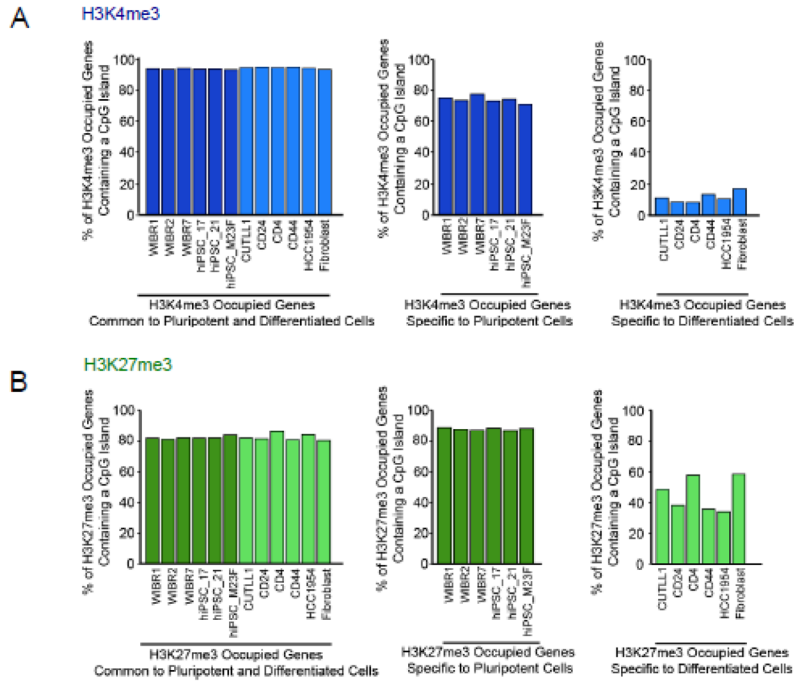 A
H3K4me3
% of H3K4me3 Occupied Genes
Containing a CpG Island
100
80
60
40
20
0
WIBR1
WIBR2
WIBR7
hiPSC_17
hiPSC_21
hiPSC_M23F
CUTLL1
CD24
CD4
CD44
HCC1954
Fibroblast
H3K4me3 Occupied Genes
Common to Pluripotent and Differentiated Cells
% of H3K4me3 Occupied Genes
Containing a CpG Island
100
80
60
40
20
0
WIBR1
WIBR2
WIBR7
hiPSC_17
hiPSC_21
hiPSC_M23F
H3K4me3 Occupied Genes
Specific to Pluripotent Cells
% of H3K4me3 Occupied Genes
Containing a CpG Island
100
80
60
40
20
0
CUTLL1
CD24
CD4
CD44
HCC1954
Fibroblast
H3K4me3 Occupied Genes
Specific to Differentiated Cells
B
H3K27me3
% of H3K27me3 Occupied Genes
Containing a CpG Island
100
80
60
40
20
0
WIBR1
WIBR2
WIBR7
hiPSC_17
hiPSC_21
hiPSC_M23F
CUTLL1
CD24
CD4
CD44
HCC1954
Fibroblast
H3K27me3 Occupied Genes
Common to Pluripotent and Differentiated Cells
% of H3K27me3 Occupied Genes
Containing a CpG Island
100
80
60
40
20
0
WIBR1
WIBR2
WIBR7
hiPSC_17
hiPSC_21
hiPSC_M23F
H3K27me3 Occupied Genes
Specific to Pluripotent Cells
% of H3K27me3 Occupied Genes
Containing a CpG Island
100
80
60
40
20
0
CUTLL1
CD24
CD4
CD44
HCC1954
Fibroblast
H3K27me3 Occupied Genes
Specific to Differentiated Cells